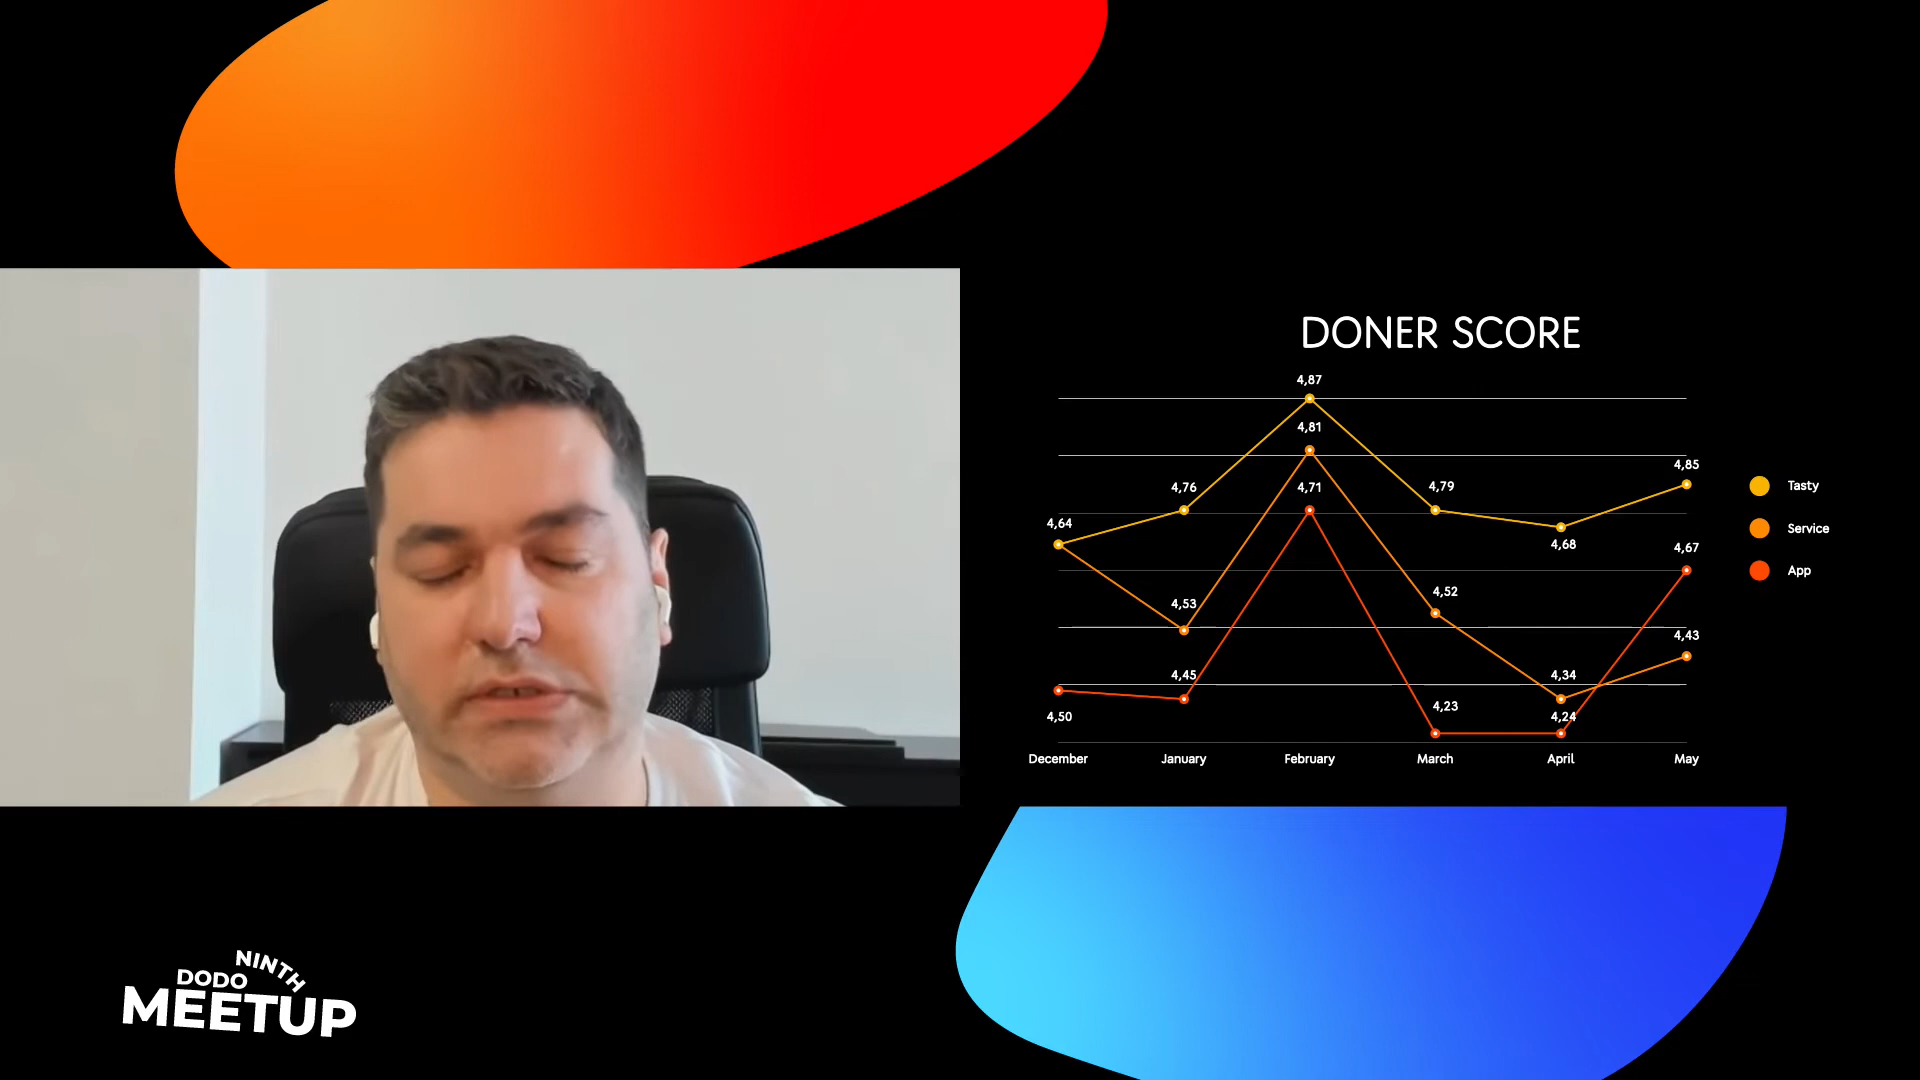 DONER SCORE
4,87
4,81
4,85
4,76
4,71
4,79
Tasty
4,64
Service
4,68
4,67
App
4,53
4,52
4,43
4,45
4,34
4,50
4,23
4,24
December January February March April May
NINTH
DODO
MEETUP